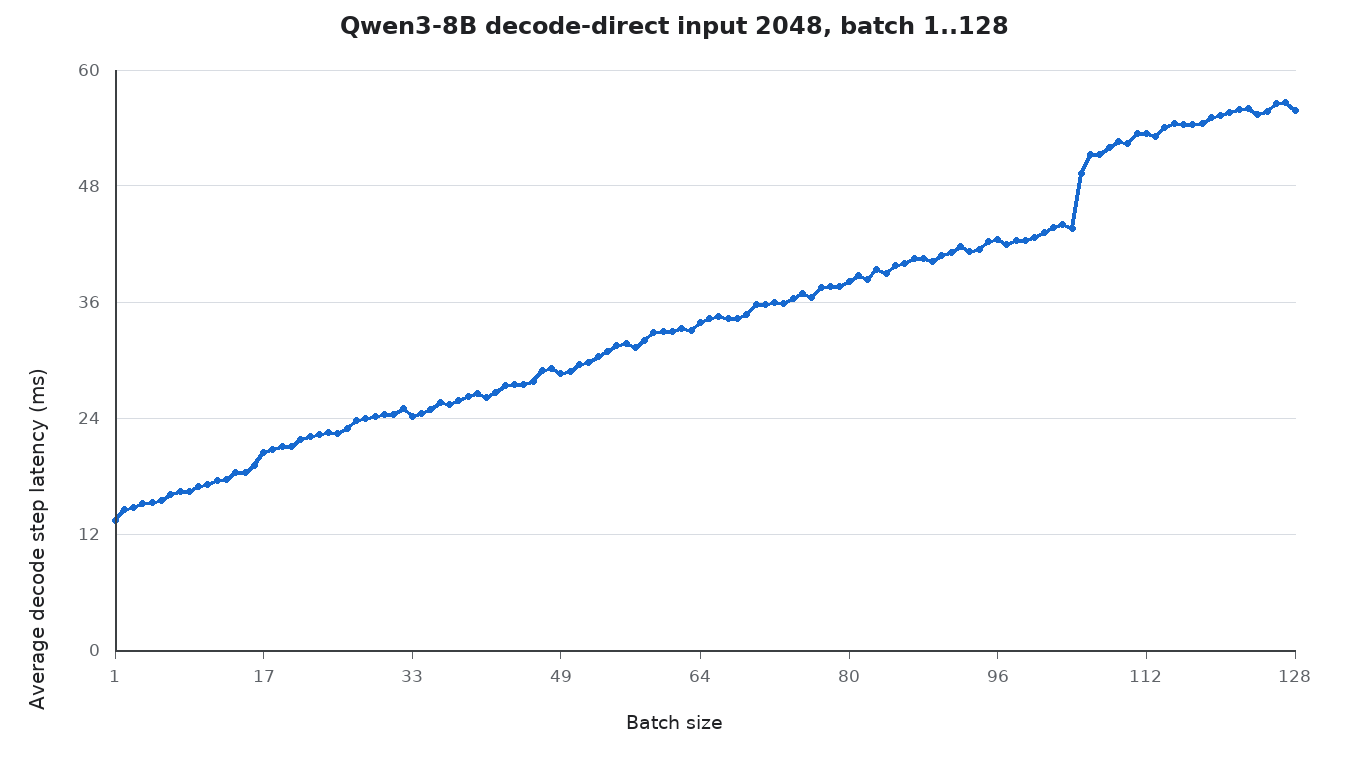 Qwen3-8B decode-direct input 2048, batch 1..128
60
48
36
24
12
0
Average decode step latency (ms)
1 17 33 49 64 80 96 112 128
Batch size